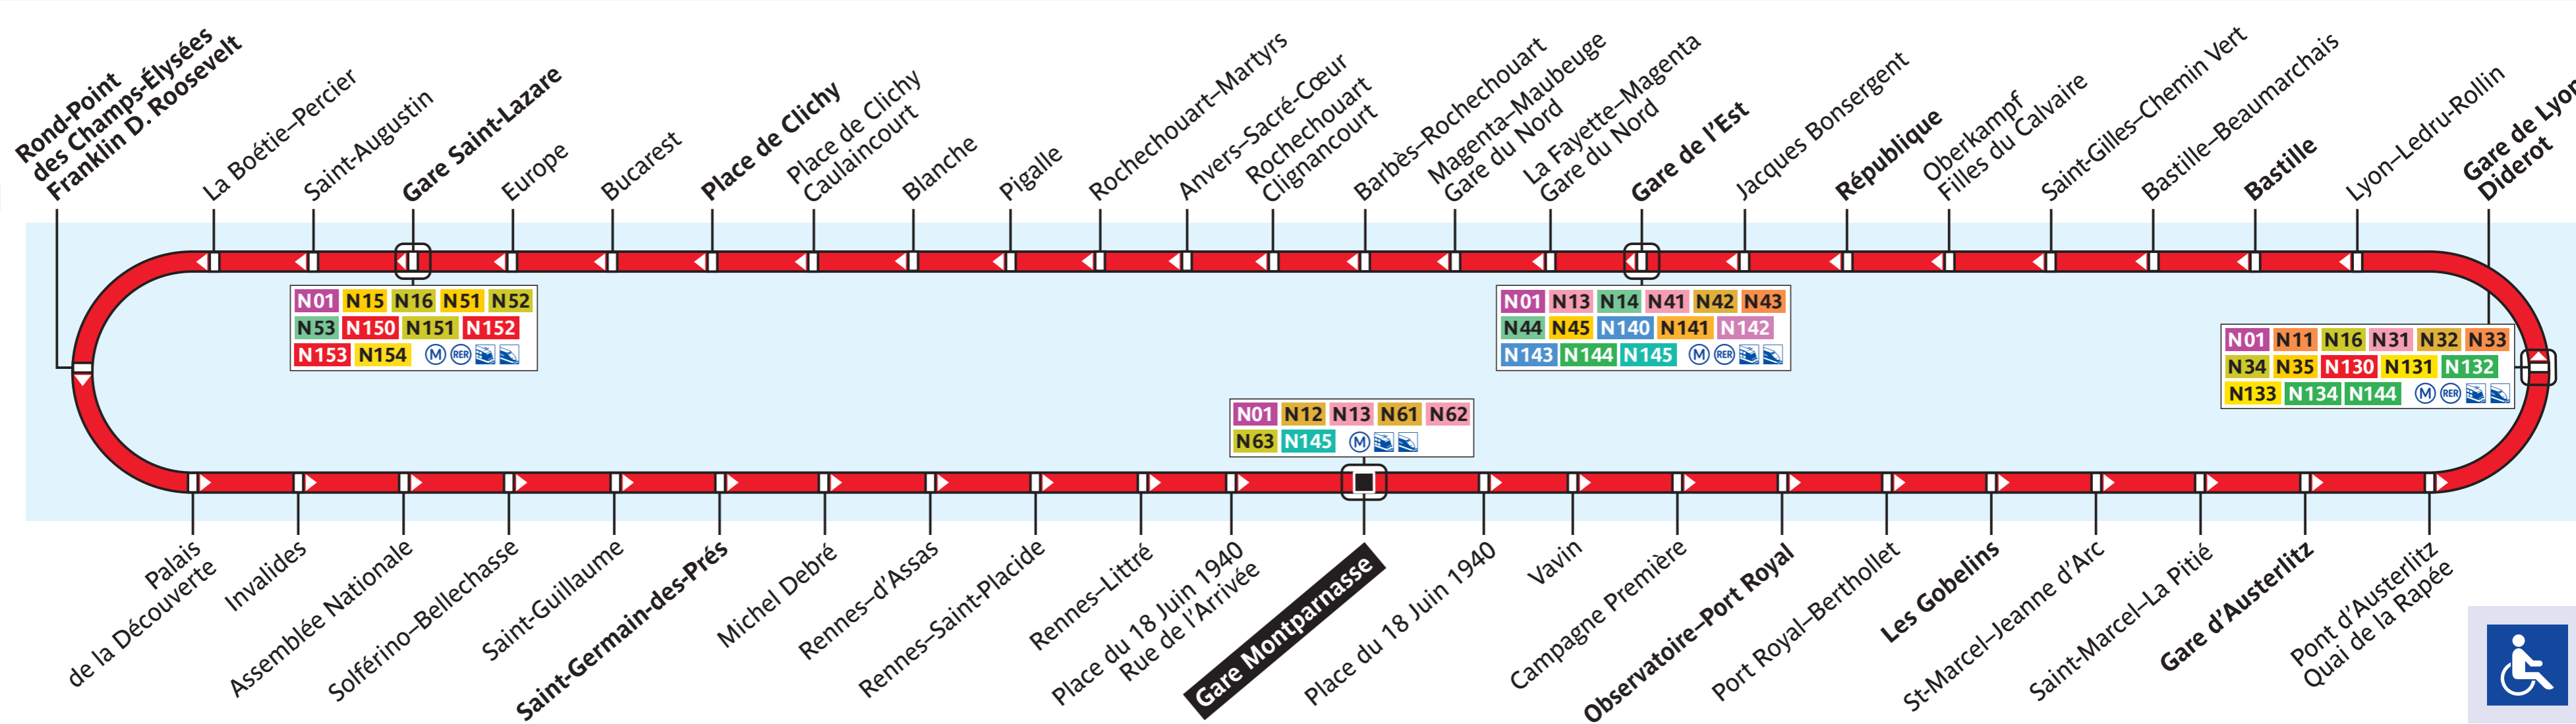 Rond-Point
des Champs-Élysées
Franklin D. Roosevelt
La Boétie–Percier
Saint-Augustin
Gare Saint-Lazare
Europe
Bucarest
Place de Clichy
Place de Clichy
Caulaincourt
Blanche
Pigalle
Rochechouart–Martyrs
Anvers–Sacré-Cœur
Rochechouart
Clignancourt
Barbès–Rochechouart
Magenta–Maubeuge
Gare du Nord
La Fayette–Magenta
Gare du Nord
Gare de l'Est
Jacques Bonsergent
République
Oberkampf
Filles du Calvaire
Saint-Gilles–Chemin Vert
Bastille–Beaumarchais
Bastille
Lyon–Ledru-Rollin
Gare de Lyon
Diderot
N01 N15 N16 N51 N52
N53 N150 N151 N152
N153 N154 M RER
N01 N13 N14 N41 N42 N43
N44 N45 N140 N141 N142
N143 N144 N145 M RER
N01 N11 N16 N31 N32 N33
N34 N35 N130 N131 N132
N133 N134 N144 M RER
N01 N12 N13 N61 N62
N63 N145 M
Palais
de la Découverte
Invalides
Assemblée Nationale
Solférino–Bellechasse
Saint-Guillaume
Saint-Germain-des-Prés
Michel Debré
Rennes–d'Assas
Rennes–Saint-Placide
Rennes–Littré
Place du 18 Juin 1940
Rue de l'Arrivée
Gare Montparnasse
Place du 18 Juin 1940
Vavin
Campagne Première
Observatoire–Port Royal
Port Royal–Berthollet
Les Gobelins
St-Marcel–Jeanne d'Arc
Saint-Marcel–La Pitié
Gare d'Austerlitz
Pont d'Austerlitz
Quai de la Rapée